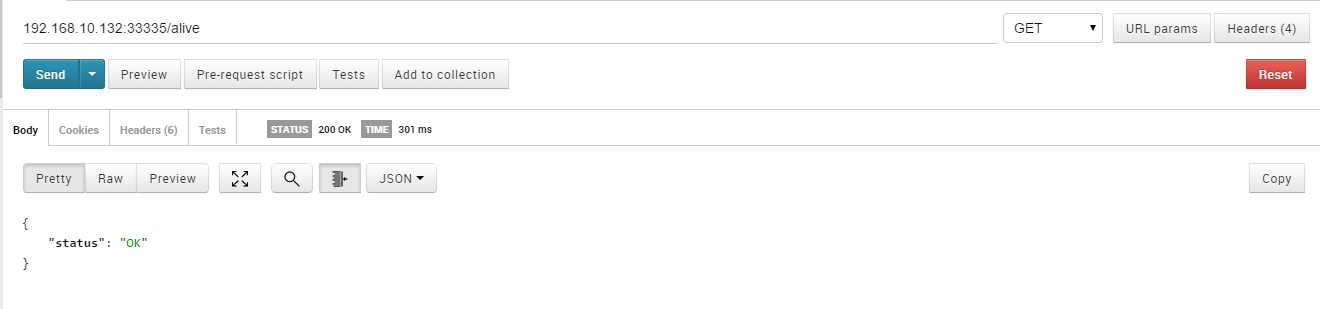 192.168.10.132:33335/alive GET URL params Headers (4)
Send Preview Pre-request script Tests Add to collection Reset
Body Cookies Headers (6) Tests STATUS 200 OK TIME 301 ms
Pretty Raw Preview JSON Copy
{
"status": "OK"
}